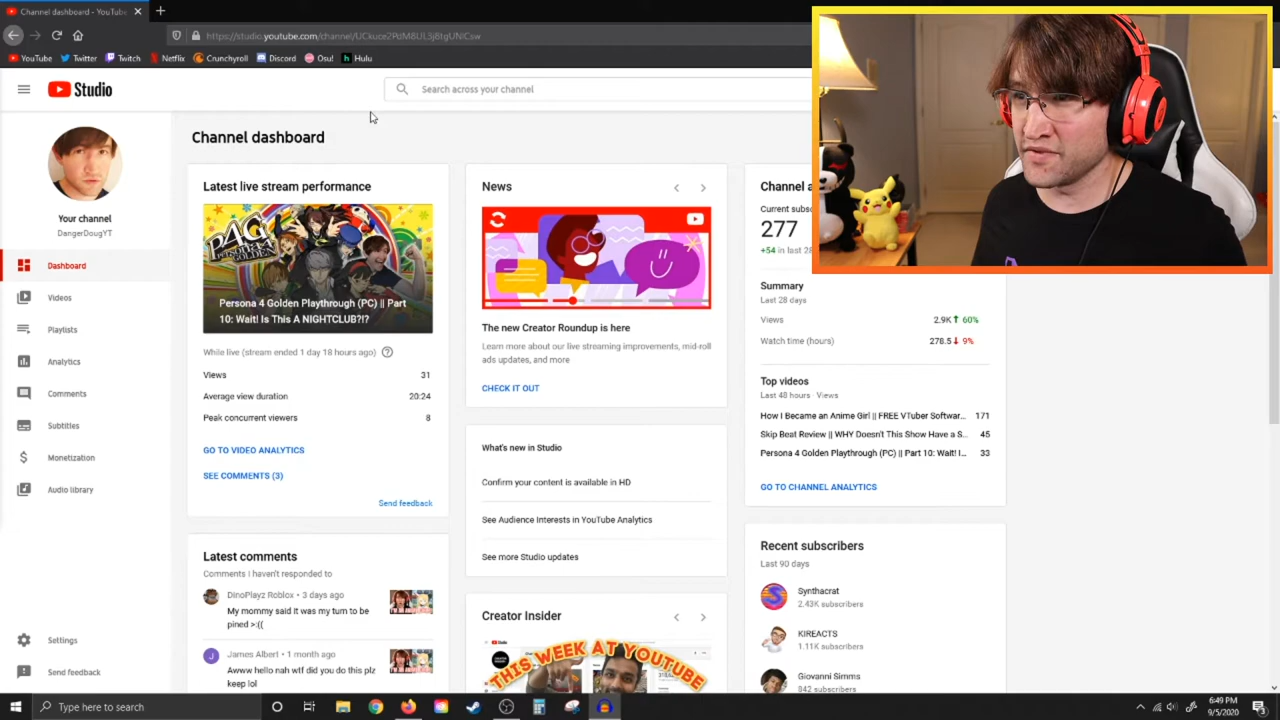 Channel dashboard - YouTube
https://studio.youtube.com/channel/UCkuce2PdM8UL3j8tgUNlCsw
YouTube Twitter Twitch Netflix Crunchyroll Discord Osu! Hulu
Studio
Search across your channel
Your channel
DangerDougYT
Dashboard
Videos
Playlists
Analytics
Comments
Subtitles
Monetization
Audio library
Settings
Send feedback
Channel dashboard
Latest live stream performance
P4G
Persona 4 Golden Playthrough (PC) || Part
10: Wait! Is This A NIGHTCLUB?!?
While live (stream ended 1 day 18 hours ago)
Views 31
Average view duration 20:24
Peak concurrent viewers 8
GO TO VIDEO ANALYTICS
SEE COMMENTS (3)
Send feedback
Latest comments
Comments I haven't responded to
DinoPlayz Roblox • 3 days ago
My mommy said it was my turn to be
pined >:((
James Albert • 1 month ago
Awww hello nah wtf did you do this plz
keep lol
News
The new Creator Roundup is here
Learn more about our live streaming improvements, mid-roll
ads updates, and more
CHECK IT OUT
What's new in Studio
Confirm your content is available in HD
See Audience Interests in YouTube Analytics
See more Studio updates
Creator Insider
THIS WEEK AT YOUTUBE
Channel a
Current subsc
277
+54 in last 28
Summary
Last 28 days
Views 2.9K 60%
Watch time (hours) 278.5 9%
Top videos
Last 48 hours · Views
How I Became an Anime Girl || FREE VTuber Softwar... 171
Skip Beat Review || WHY Doesn't This Show Have a S... 45
Persona 4 Golden Playthrough (PC) || Part 10: Wait! I... 33
GO TO CHANNEL ANALYTICS
Recent subscribers
Last 90 days
Synthacrat
2.43K subscribers
KIREACTS
1.11K subscribers
Giovanni Simms
842 subscribers
Type here to search
6:49 PM
9/5/2020
3